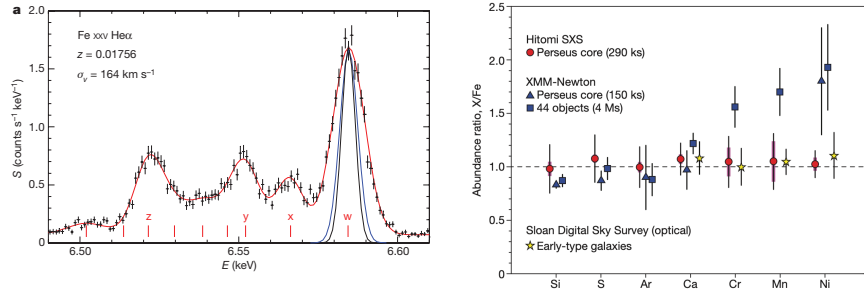 a
Fe XXV Heα
z = 0.01756
σv = 164 km s−1
S (counts s−1 keV−1)
2.0
1.5
1.0
0.5
0
z
y
x
w
6.50
6.55
6.60
E (keV)
Abundance ratio, X/Fe
2.5
2.0
1.5
1.0
0.5
0
Hitomi SXS
Perseus core (290 ks)
XMM-Newton
Perseus core (150 ks)
44 objects (4 Ms)
Sloan Digital Sky Survey (optical)
Early-type galaxies
Si S Ar Ca Cr Mn Ni